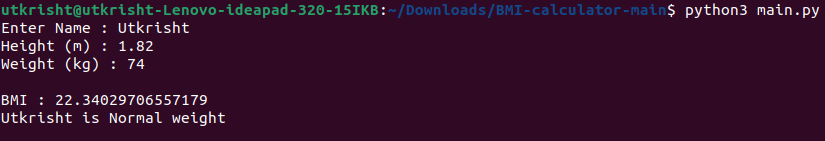 utkrisht@utkrisht-Lenovo-ideapad-320-15IKB:~/Downloads/BMI-calculator-main$ python3 main.py
Enter Name : Utkrisht
Height (m) : 1.82
Weight (kg) : 74
BMI : 22.34029706557179
Utkrisht is Normal weight